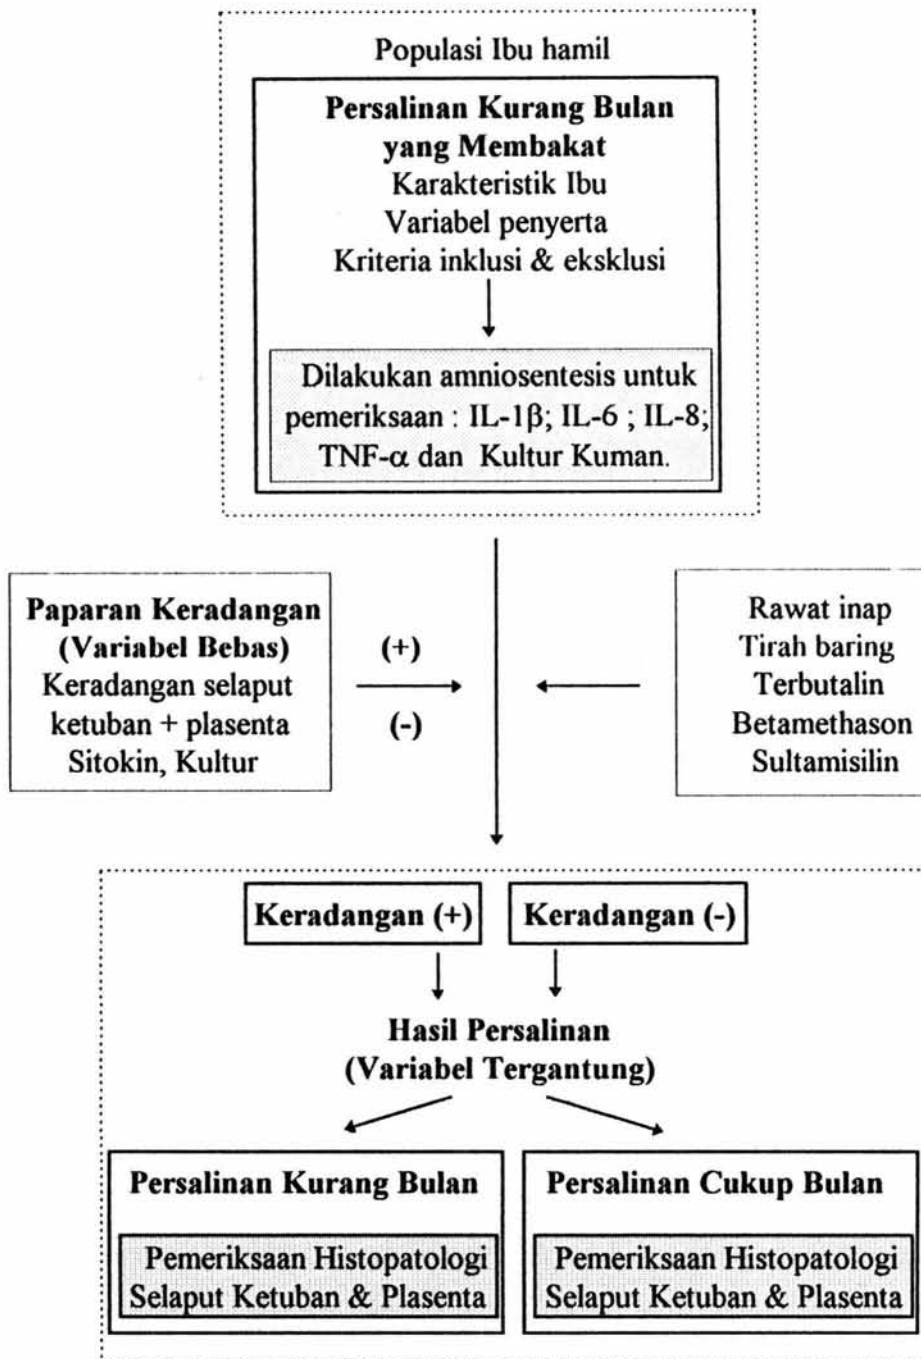 Populasi Ibu hamil
Persalinan Kurang Bulan
yang Membakat
Karakteristik Ibu
Variabel penyerta
Kriteria inklusi & eksklusi
Dilakukan amniosentesis untuk
pemeriksaan : IL-1β; IL-6 ; IL-8;
TNF-α dan Kultur Kuman.
Paparan Keradangan
(Variabel Bebas)
Keradangan selaput
ketuban + plasenta
Sitokin, Kultur
(+)
(-)
Rawat inap
Tirah baring
Terbutalin
Betamethason
Sultamisilin
Keradangan (+)
Keradangan (-)
Hasil Persalinan
(Variabel Tergantung)
Persalinan Kurang Bulan
Pemeriksaan Histopatologi
Selaput Ketuban & Plasenta
Persalinan Cukup Bulan
Pemeriksaan Histopatologi
Selaput Ketuban & Plasenta